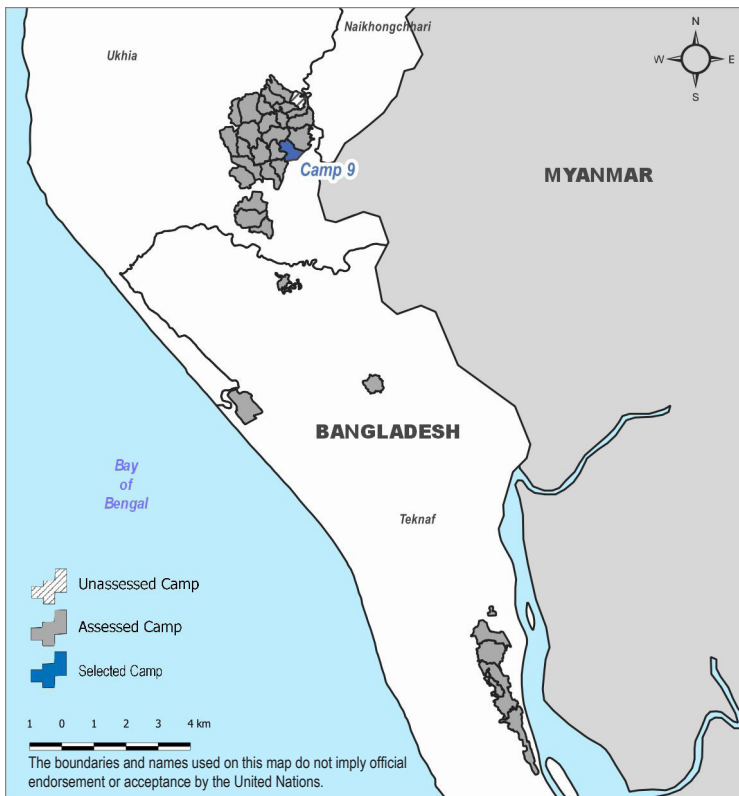 Naikhongchhari
Ukhia
N
W
E
S
Camp 9
MYANMAR
BANGLADESH
Bay
of
Bengal
Teknaf
Unassessed Camp
Assessed Camp
Selected Camp
1 0 1 2 3 4 km
The boundaries and names used on this map do not imply official
endorsement or acceptance by the United Nations.